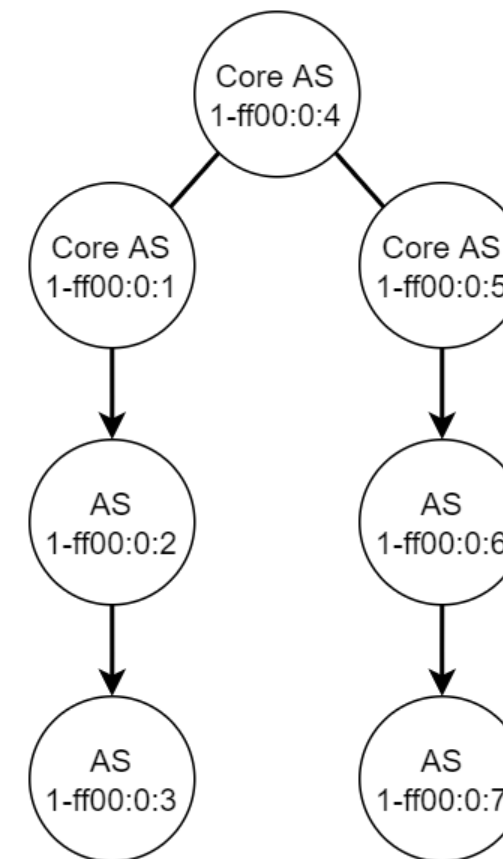 Core AS
1-ff00:0:4
Core AS
1-ff00:0:1
Core AS
1-ff00:0:5
AS
1-ff00:0:2
AS
1-ff00:0:6
AS
1-ff00:0:3
AS
1-ff00:0:7